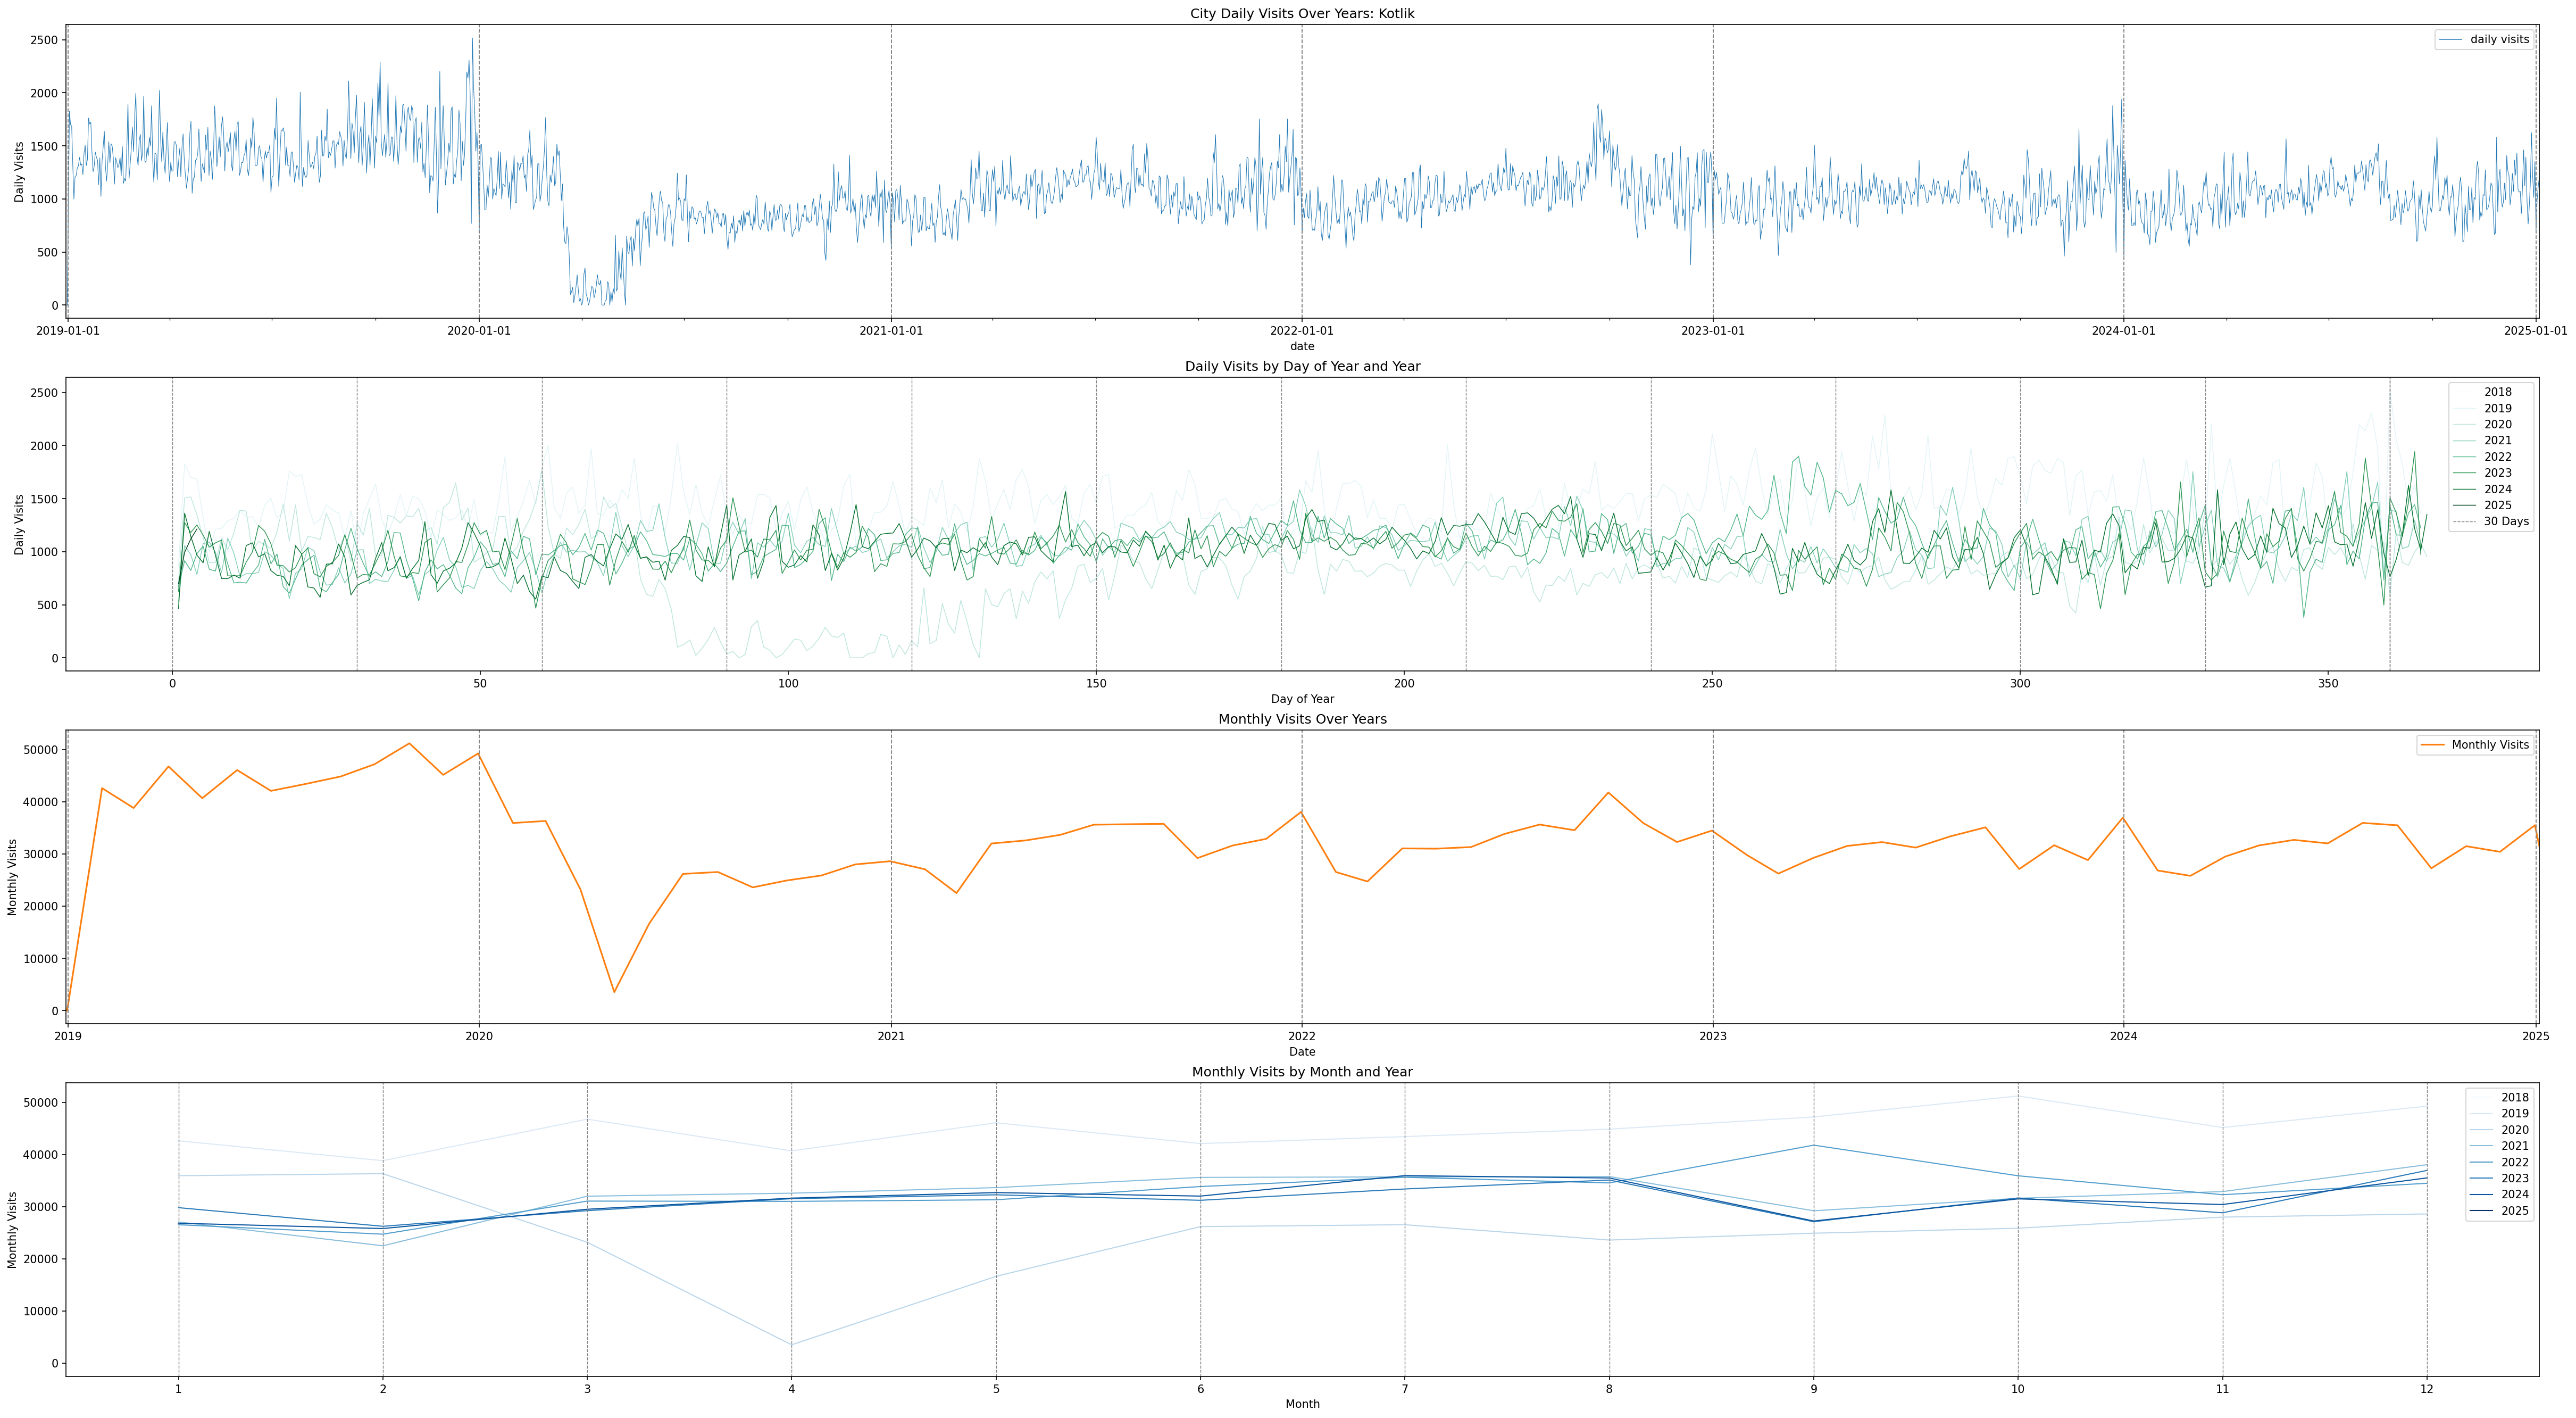 City Daily Visits Over Years: Kotlik
daily visits
Daily Visits
2500
2000
1500
1000
500
0
2019-01-01 2020-01-01 2021-01-01 2022-01-01 2023-01-01 2024-01-01 2025-01-01
date
Daily Visits by Day of Year and Year
2018
2019
2020
2021
2022
2023
2024
2025
30 Days
Daily Visits
2500
2000
1500
1000
500
0
0 50 100 150 200 250 300 350
Day of Year
Monthly Visits Over Years
Monthly Visits
Monthly Visits
50000
40000
30000
20000
10000
0
2019 2020 2021 2022 2023 2024 2025
Date
Monthly Visits by Month and Year
2018
2019
2020
2021
2022
2023
2024
2025
Monthly Visits
50000
40000
30000
20000
10000
0
1 2 3 4 5 6 7 8 9 10 11 12
Month